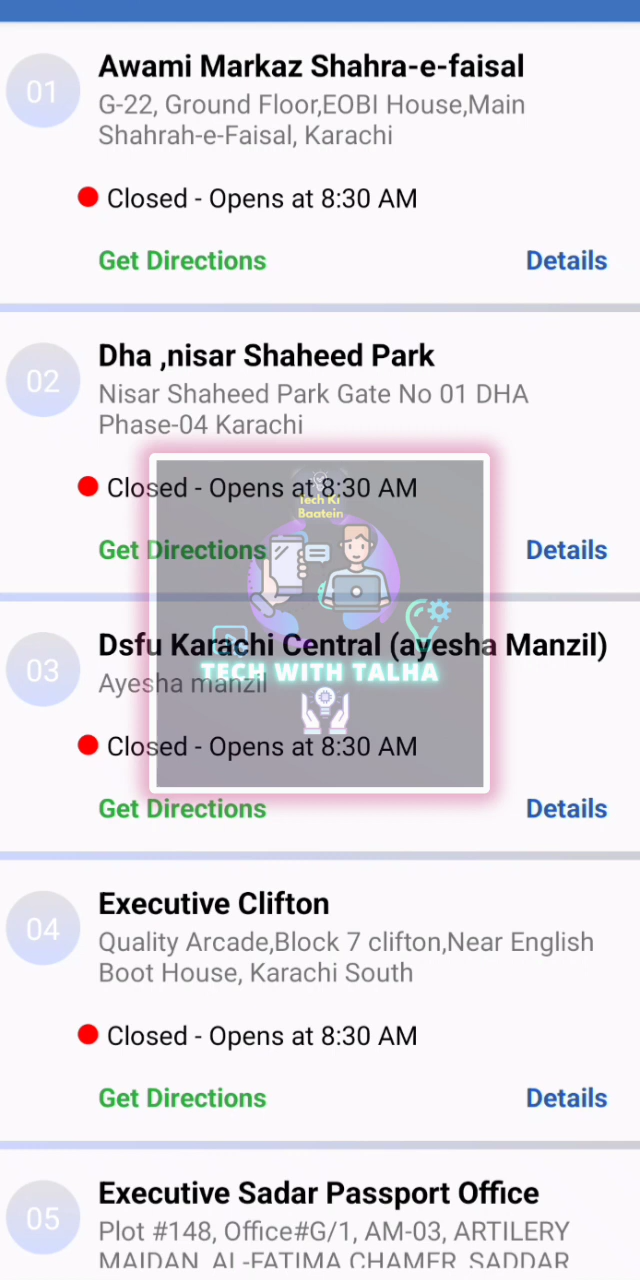 01
Awami Markaz Shahra-e-faisal
G-22, Ground Floor,EOBI House,Main
Shahrah-e-Faisal, Karachi
Closed - Opens at 8:30 AM
Get Directions
Details
02
Dha ,nisar Shaheed Park
Nisar Shaheed Park Gate No 01 DHA
Phase-04 Karachi
Closed - Opens at 8:30 AM
Tech Ki
Baatein
Get Directions
Details
03
Dsfu Karachi Central (ayesha Manzil)
TECH WITH TALHA
Ayesha manzil
Closed - Opens at 8:30 AM
Get Directions
Details
04
Executive Clifton
Quality Arcade,Block 7 clifton,Near English
Boot House, Karachi South
Closed - Opens at 8:30 AM
Get Directions
Details
05
Executive Sadar Passport Office
Plot #148, Office#G/1, AM-03, ARTILERY
MAIDAN, AL-FATIMA CHAMER, SADDAR